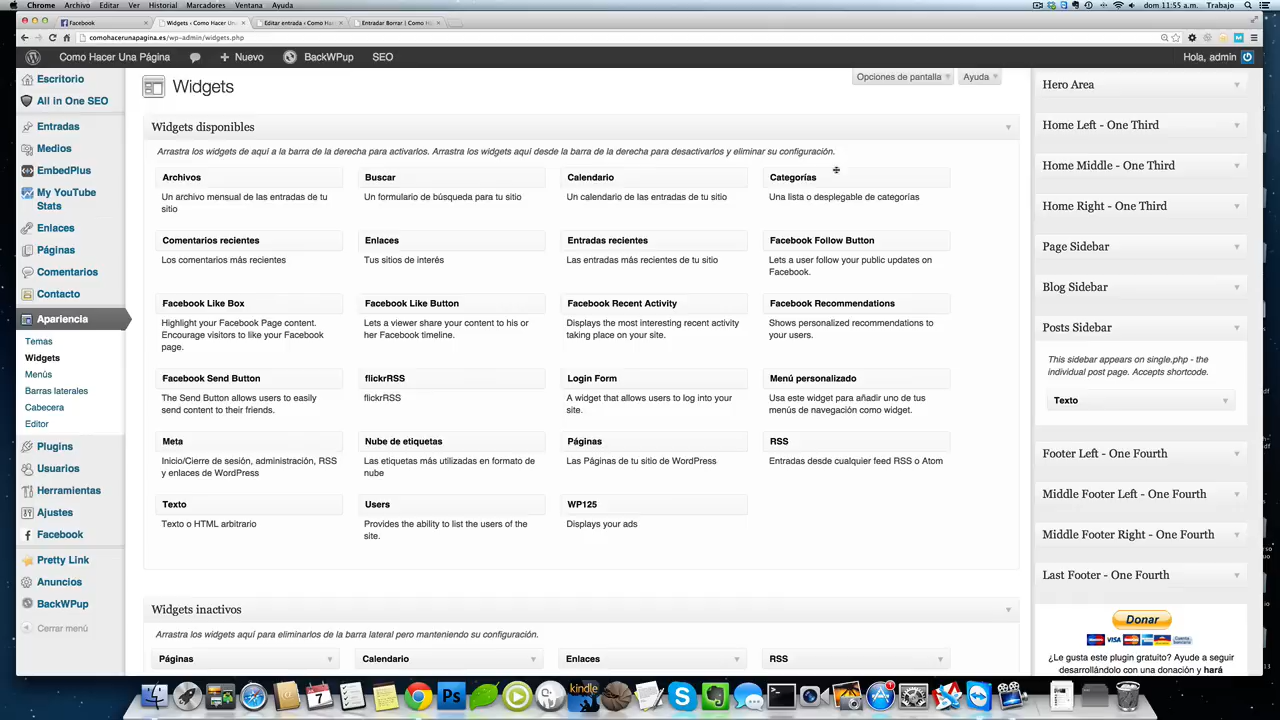 Chrome Archivo Editar Ver Historial Marcadores Ventana Ayuda
dom 11:55 a.m. Trabajo
Facebook
Widgets ‹ Como Hacer Una
Editar entrada ‹ Como Hac
Entradar Borrar | Como Ha
comohacerunapagina.es/wp-admin/widgets.php
Como Hacer Una Página
Nuevo
BackWPup
SEO
Hola, admin
Escritorio
All in One SEO
Entradas
Medios
EmbedPlus
My YouTube
Stats
Enlaces
Páginas
Comentarios
Contacto
Apariencia
Temas
Widgets
Menús
Barras laterales
Cabecera
Editor
Plugins
Usuarios
Herramientas
Ajustes
Facebook
Pretty Link
Anuncios
BackWPup
Cerrar menú
Widgets
Opciones de pantalla
Ayuda
Widgets disponibles
Arrastra los widgets de aquí a la barra de la derecha para activarlos. Arrastra los widgets aquí desde la barra de la derecha para desactivarlos y eliminar su configuración.
Archivos
Un archivo mensual de las entradas de tu
sitio
Buscar
Un formulario de búsqueda para tu sitio
Calendario
Un calendario de las entradas de tu sitio
Categorías
Una lista o desplegable de categorías
Comentarios recientes
Los comentarios más recientes
Enlaces
Tus sitios de interés
Entradas recientes
Las entradas más recientes de tu sitio
Facebook Follow Button
Lets a user follow your public updates on
Facebook.
Facebook Like Box
Highlight your Facebook Page content.
Encourage visitors to like your Facebook
page.
Facebook Like Button
Lets a viewer share your content to his or
her Facebook timeline.
Facebook Recent Activity
Displays the most interesting recent activity
taking place on your site.
Facebook Recommendations
Shows personalized recommendations to
your users.
Facebook Send Button
The Send Button allows users to easily
send content to their friends.
flickrRSS
flickrRSS
Login Form
A widget that allows users to log into your
site.
Menú personalizado
Usa este widget para añadir uno de tus
menús de navegación como widget.
Meta
Inicio/Cierre de sesión, administración, RSS
y enlaces de WordPress
Nube de etiquetas
Las etiquetas más utilizadas en formato de
nube
Páginas
Las Páginas de tu sitio de WordPress
RSS
Entradas desde cualquier feed RSS o Atom
Texto
Texto o HTML arbitrario
Users
Provides the ability to list the users of the
site.
WP125
Displays your ads
Widgets inactivos
Arrastra los widgets aquí para eliminarlos de la barra lateral pero manteniendo su configuración.
Páginas
Calendario
Enlaces
RSS
Hero Area
Home Left - One Third
Home Middle - One Third
Home Right - One Third
Page Sidebar
Blog Sidebar
Posts Sidebar
This sidebar appears on single.php - the
individual post page. Accepts shortcode.
Texto
Footer Left - One Fourth
Middle Footer Left - One Fourth
Middle Footer Right - One Fourth
Last Footer - One Fourth
Donar
VISA
¿Le gusta este plugin gratuito? Ayude a seguir
desarrollándolo con una donación y hará
Ps
kindle